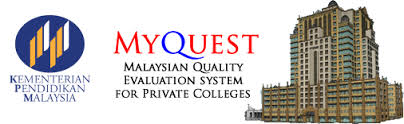 KEMENTERIAN
PENDIDIKAN
MALAYSIA
MYQUEST
MALAYSIAN QUALITY
EVALUATION SYSTEM
FOR PRIVATE COLLEGES